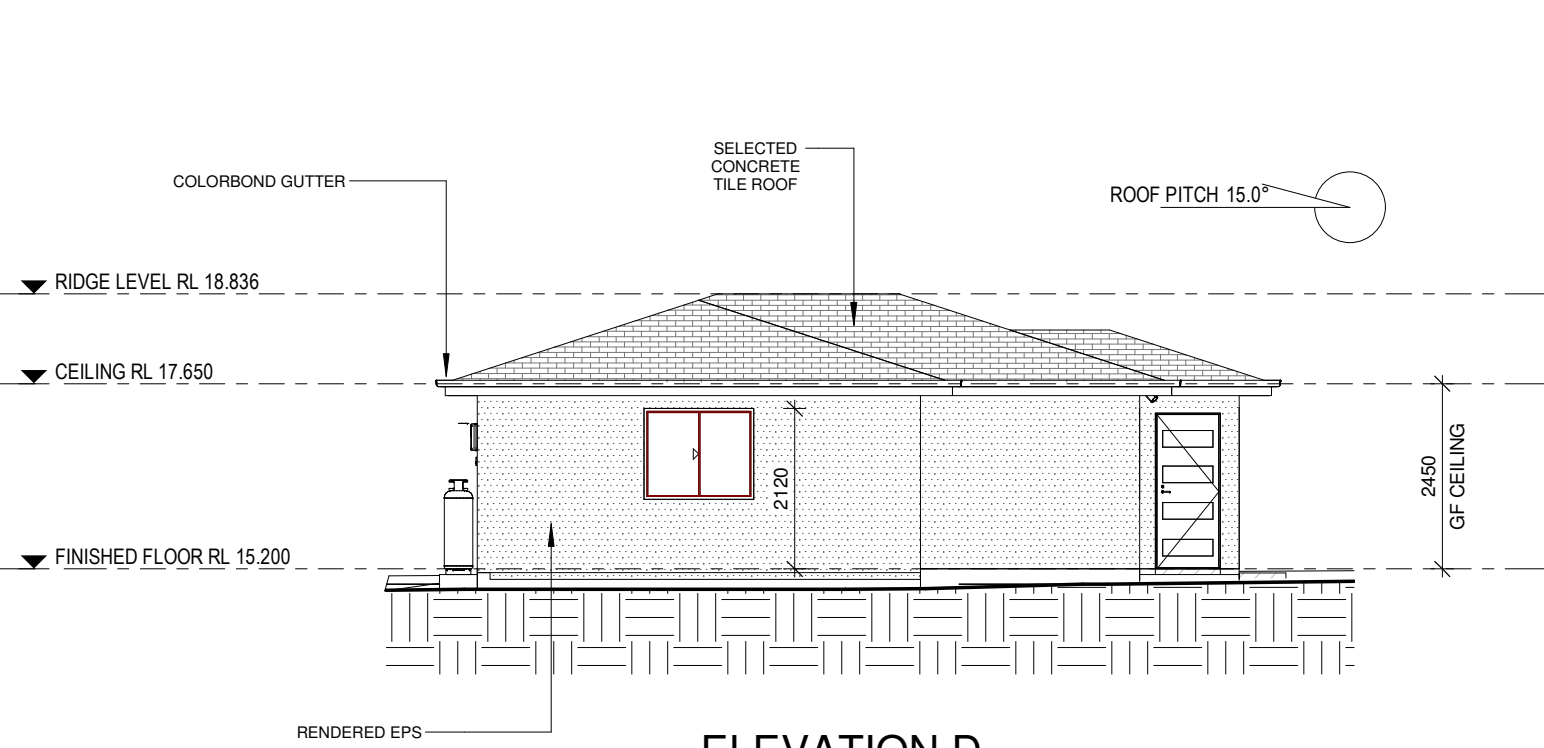 SELECTED
CONCRETE
TILE ROOF
COLORBOND GUTTER
ROOF PITCH 15.0°
RIDGE LEVEL RL 18.836
CEILING RL 17.650
2120
2450
GF CEILING
FINISHED FLOOR RL 15.200
RENDERED EPS
ELEVATION D